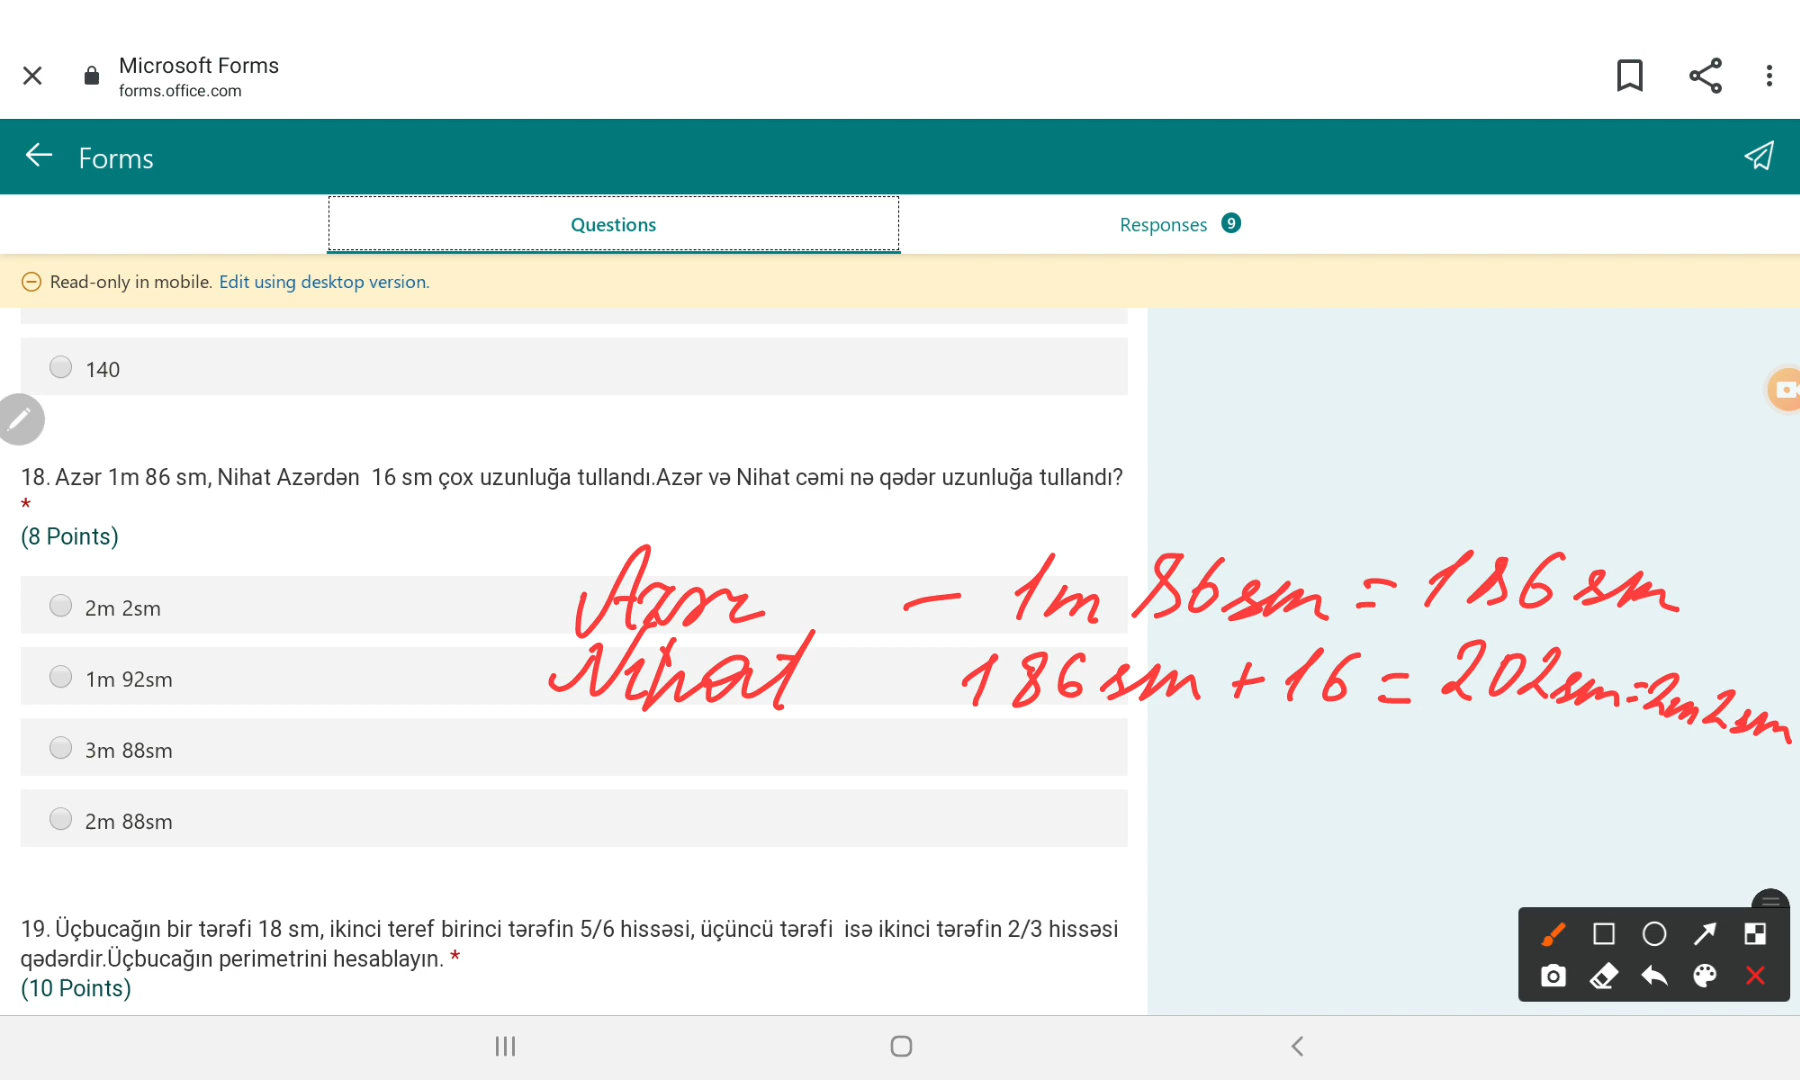 Microsoft Forms
forms.office.com
Forms
Questions
Responses 9
Read-only in mobile. Edit using desktop version.
140
18. Azər 1m 86 sm, Nihat Azərdən 16 sm çox uzunluğa tullandı.Azər və Nihat cəmi nə qədər uzunluğa tullandı?
*
(8 Points)
Azər - 1m 86sm = 186 sm
2m 2sm
Nihat 186 sm + 16 = 202sm = 2m 2sm
1m 92sm
3m 88sm
2m 88sm
19. Üçbucağın bir tərəfi 18 sm, ikinci teref birinci tərəfin 5/6 hissəsi, üçüncü tərəfi isə ikinci tərəfin 2/3 hissəsi
qədərdir.Üçbucağın perimetrini hesablayın. *
(10 Points)